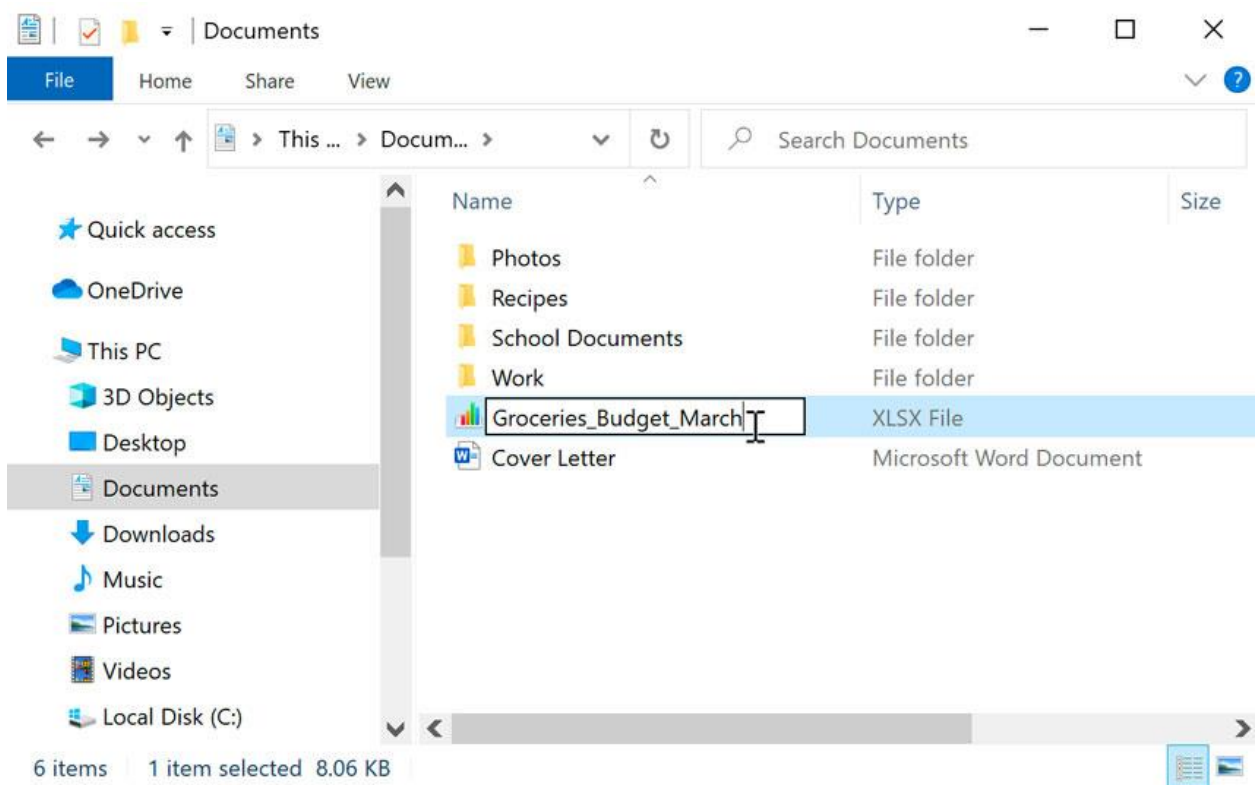 Documents
File Home Share View ?
This ... Docum... Search Documents
Name Type Size
Quick access
OneDrive
This PC
3D Objects
Desktop
Documents
Downloads
Music
Pictures
Videos
Local Disk (C:)
Photos File folder
Recipes File folder
School Documents File folder
Work File folder
Groceries_Budget_March XLSX File
W Cover Letter Microsoft Word Document
6 items 1 item selected 8.06 KB